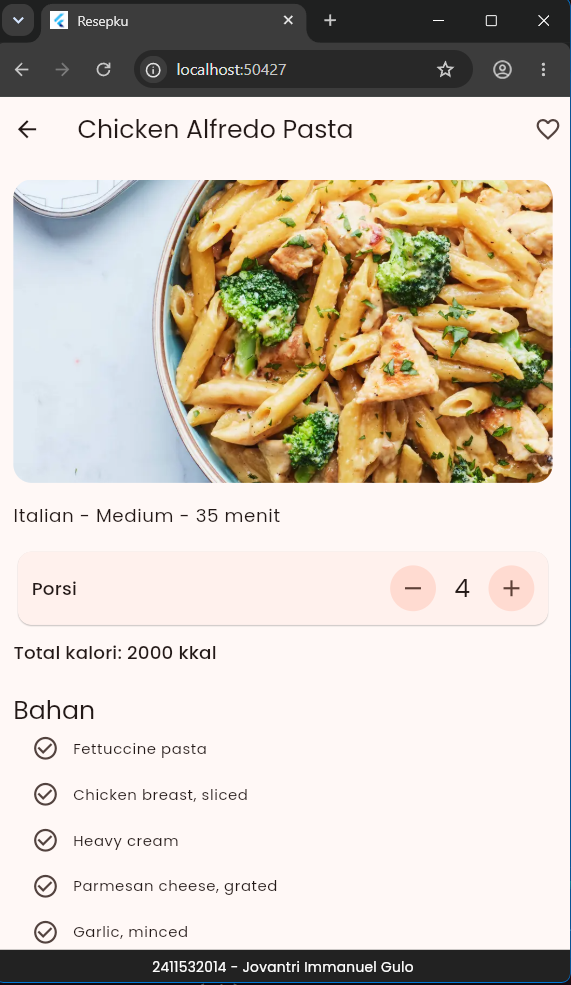 Resepku
localhost:50427
Chicken Alfredo Pasta
Italian - Medium - 35 menit
Porsi
4
Total kalori: 2000 kkal
Bahan
Fettuccine pasta
Chicken breast, sliced
Heavy cream
Parmesan cheese, grated
Garlic, minced
2411532014 - Jovantri Immanuel Gulo